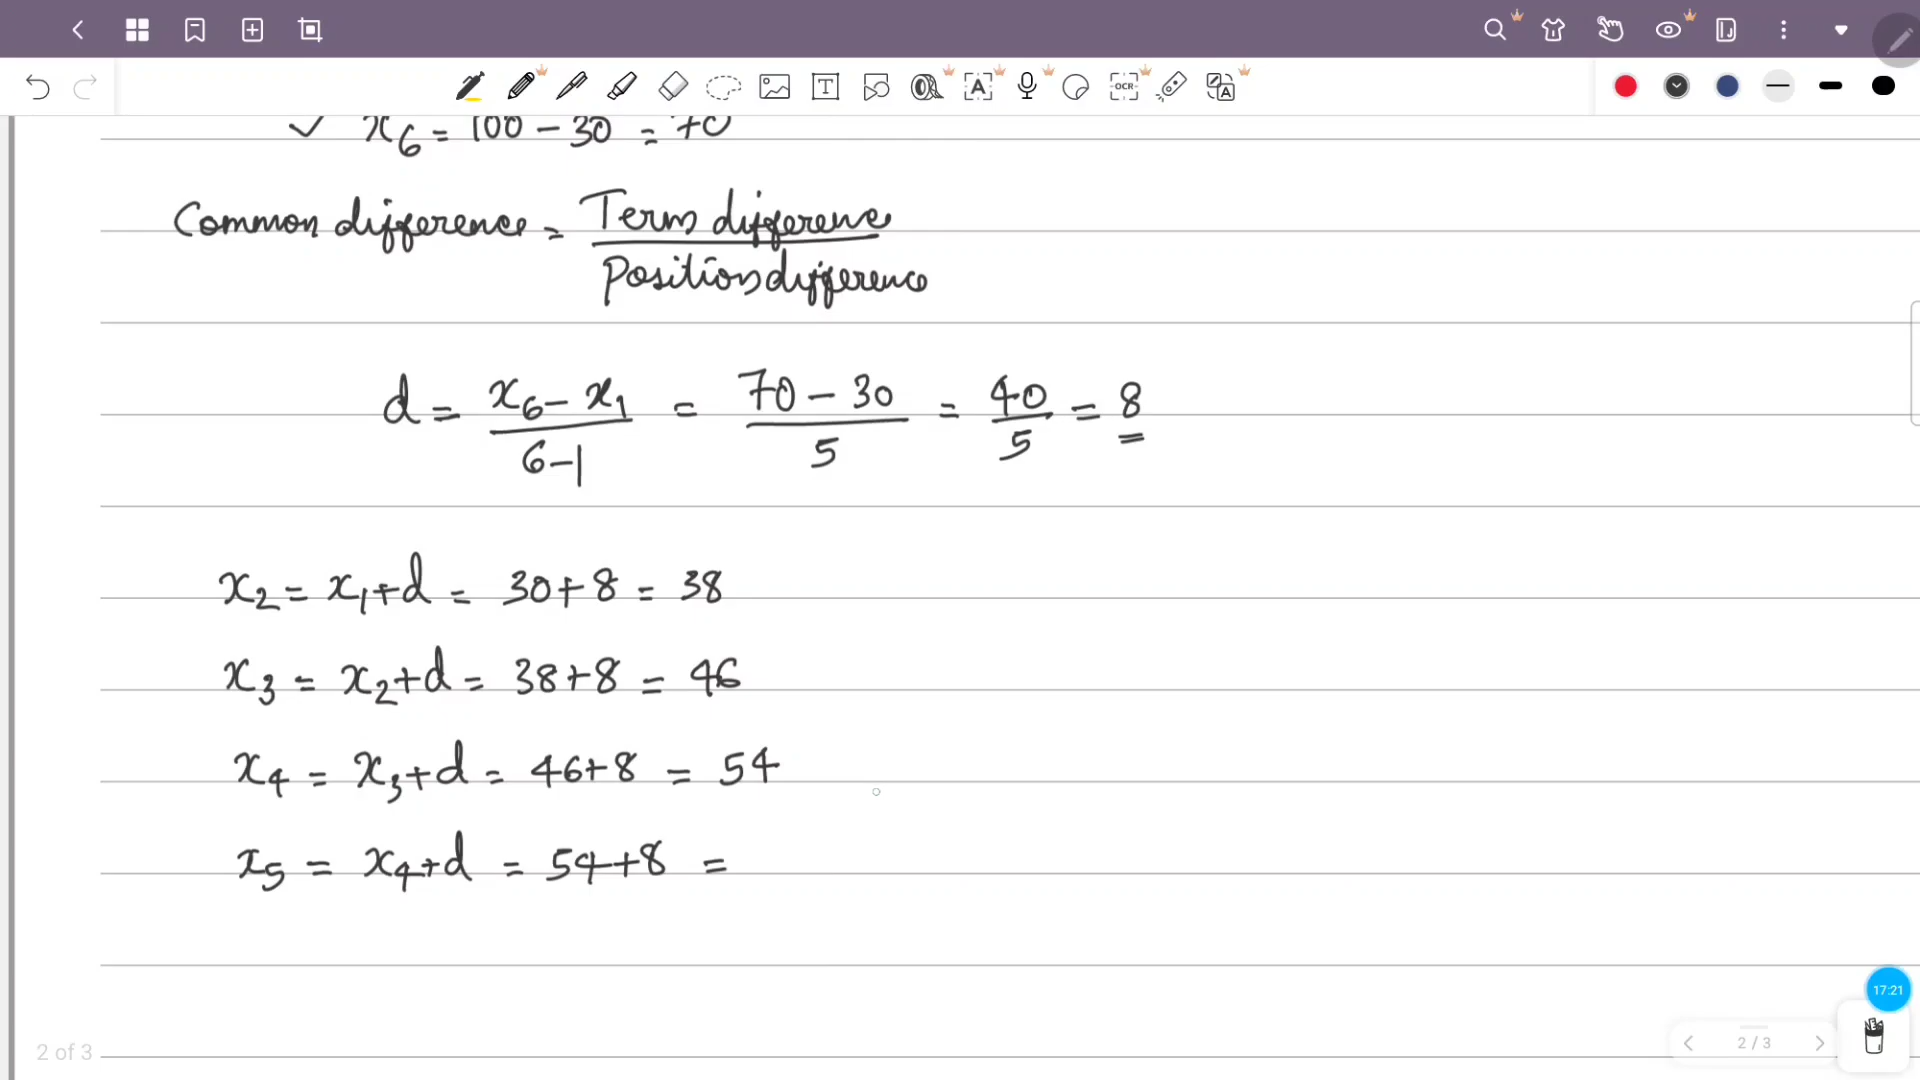 T A OCR A
✓ x₆ = 100 - 30 = 70
Common difference = Term difference / Position difference
d = (x₆ - x₁) / (6 - 1) = (70 - 30) / 5 = 40 / 5 = 8
x₂ = x₁ + d = 30 + 8 = 38
x₃ = x₂ + d = 38 + 8 = 46
x₄ = x₃ + d = 46 + 8 = 54
x₅ = x₄ + d = 54 + 8 =
17:21
2 of 3
2 / 3